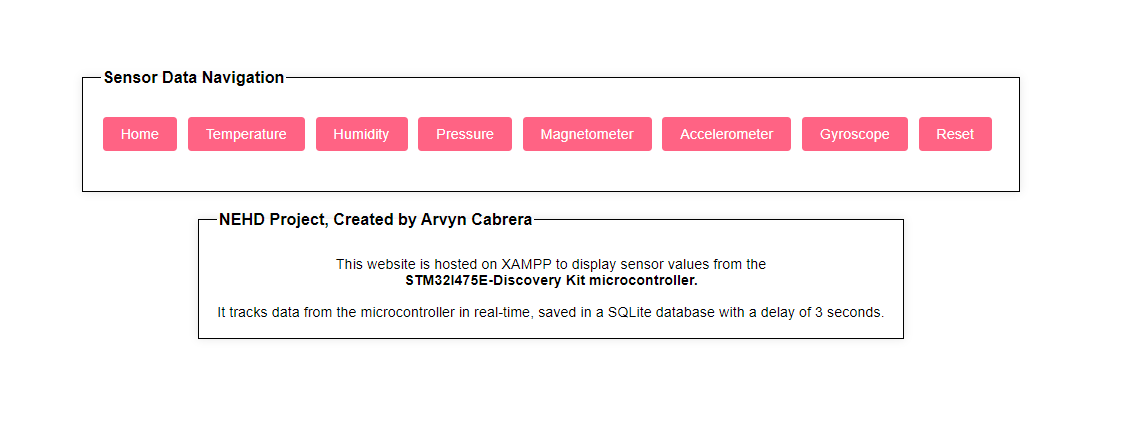 Sensor Data Navigation
Home Temperature Humidity Pressure Magnetometer Accelerometer Gyroscope Reset
NEHD Project, Created by Arvyn Cabrera
This website is hosted on XAMPP to display sensor values from the
STM32l475E-Discovery Kit microcontroller.
It tracks data from the microcontroller in real-time, saved in a SQLite database with a delay of 3 seconds.